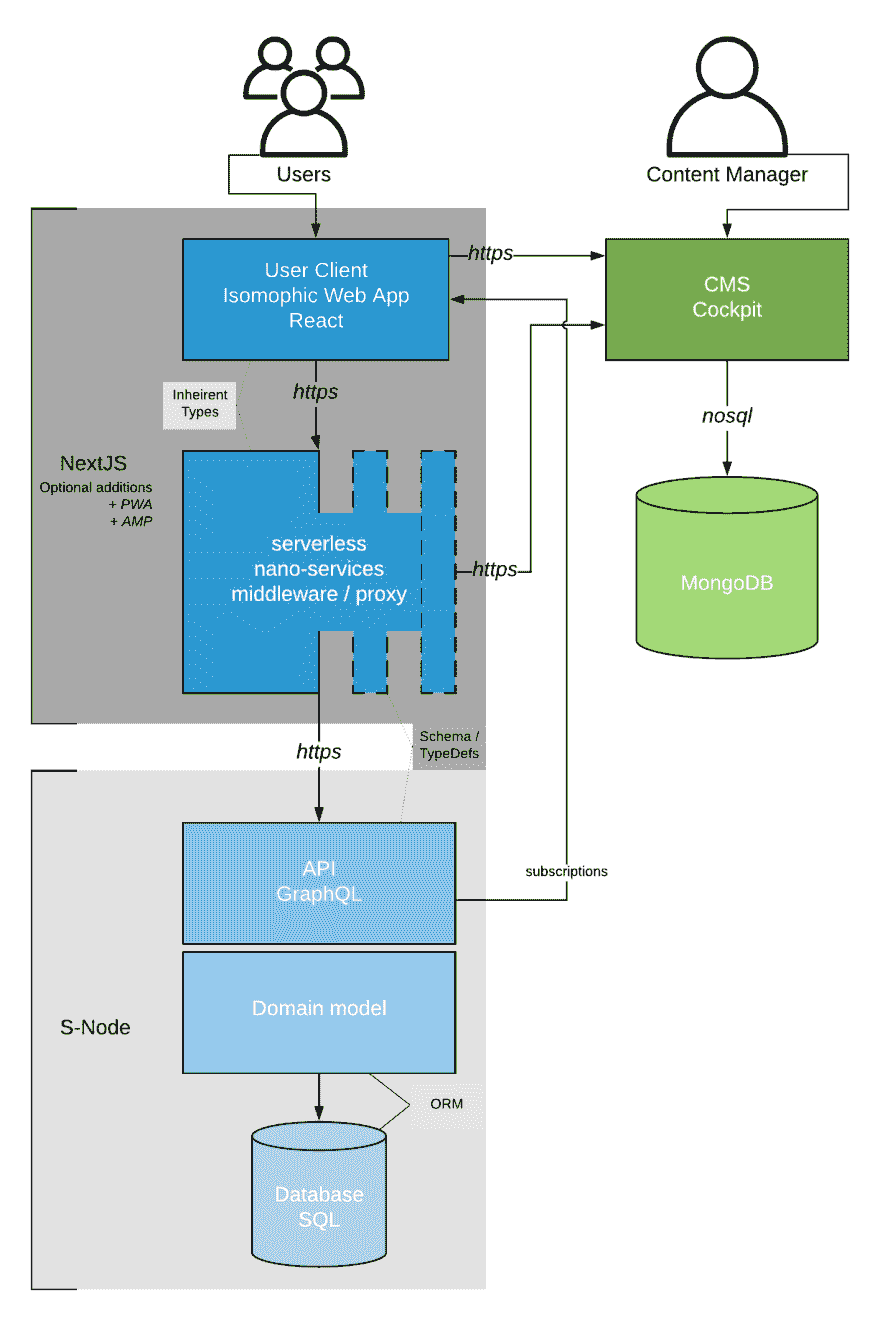 Users
Content Manager
User Client
Isomophic Web App
React
https
CMS
Cockpit
Inheirent
Types
https
nosql
NextJS
Optional additions
+ PWA
+ AMP
serverless
nano-services
middleware / proxy
https
MongoDB
Schema /
TypeDefs
https
API
GraphQL
subscriptions
Domain model
S-Node
ORM
Database
SQL